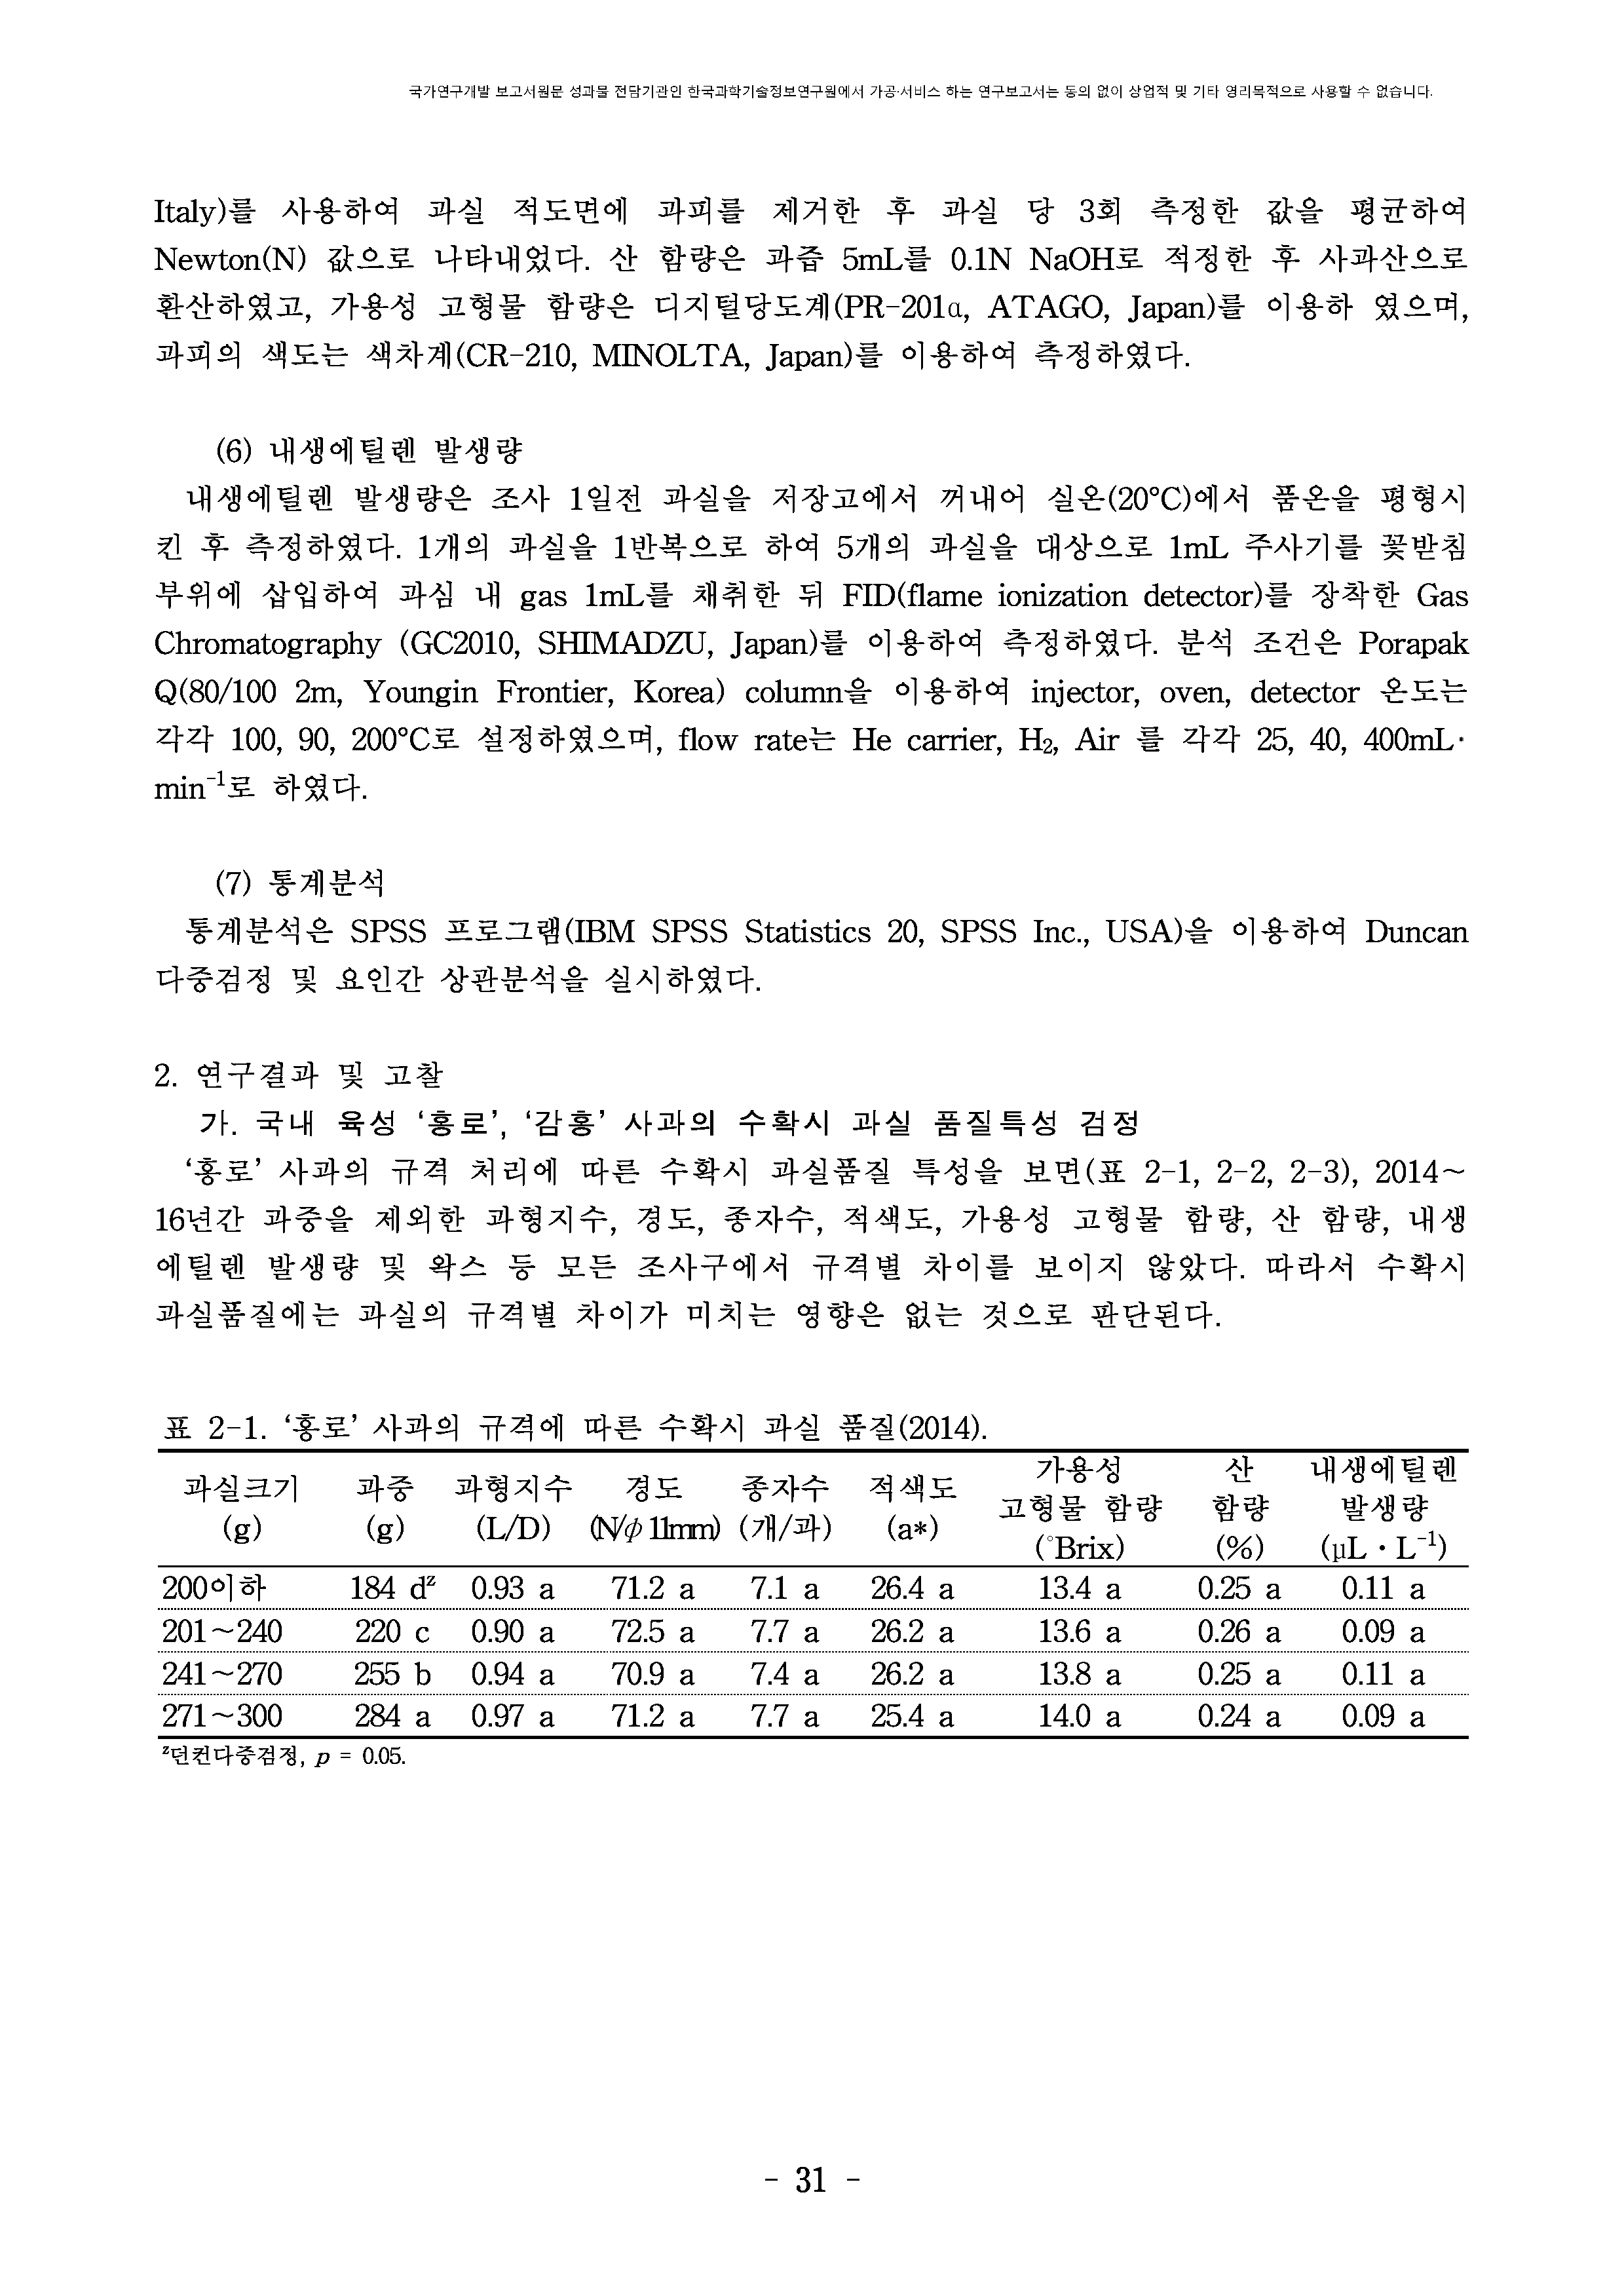 국가연구개발 보고서원문 성과물 전담기관인 한국과학기술정보연구원에서 가공·서비스 하는 연구보고서는 동의 없이 상업적 및 기타 영리목적으로 사용할 수 없습니다.
Italy)를 사용하여 과실 적도면에 과피를 제거한 후 과실 당 3회 측정한 값을 평균하여
Newton(N) 값으로 나타내었다. 산 함량은 과즙 5mL를 0.1N NaOH로 적정한 후 사과산으로
환산하였고, 가용성 고형물 함량은 디지털당도계(PR-201α, ATAGO, Japan)를 이용하 였으며,
과피의 색도는 색차계(CR-210, MINOLTA, Japan)를 이용하여 측정하였다.
(6) 내생에틸렌 발생량
내생에틸렌 발생량은 조사 1일전 과실을 저장고에서 꺼내어 실온(20℃)에서 품온을 평형시
킨 후 측정하였다. 1개의 과실을 1반복으로 하여 5개의 과실을 대상으로 1mL 주사기를 꽃받침
부위에 삽입하여 과심 내 gas 1mL를 채취한 뒤 FID(flame ionization detector)를 장착한 Gas
Chromatography (GC2010, SHIMADZU, Japan)를 이용하여 측정하였다. 분석 조건은 Porapak
Q(80/100 2m, Youngin Frontier, Korea) column을 이용하여 injector, oven, detector 온도는
각각 100, 90, 200℃로 설정하였으며, flow rate는 He carrier, H₂, Air 를 각각 25, 40, 400mL·
min⁻¹로 하였다.
(7) 통계분석
통계분석은 SPSS 프로그램(IBM SPSS Statistics 20, SPSS Inc., USA)을 이용하여 Duncan
다중검정 및 요인간 상관분석을 실시하였다.
2. 연구결과 및 고찰
가. 국내 육성 ‘홍로’, ‘감홍’ 사과의 수확시 과실 품질특성 검정
‘홍로’ 사과의 규격 처리에 따른 수확시 과실품질 특성을 보면(표 2-1, 2-2, 2-3), 2014~
16년간 과중을 제외한 과형지수, 경도, 종자수, 적색도, 가용성 고형물 함량, 산 함량, 내생
에틸렌 발생량 및 왁스 등 모든 조사구에서 규격별 차이를 보이지 않았다. 따라서 수확시
과실품질에는 과실의 규격별 차이가 미치는 영향은 없는 것으로 판단된다.
표 2-1. ‘홍로’ 사과의 규격에 따른 수확시 과실 품질(2014).
과실크기 (g) 과중 (g) 과형지수 (L/D) 경도 (N/φ11mm) 종자수 (개/과) 적색도 (a*) 가용성 고형물 함량 (°Brix) 산 함량 (%) 내생에틸렌 발생량 (μL·L⁻¹)
200이하 184 dᶻ 0.93 a 71.2 a 7.1 a 26.4 a 13.4 a 0.25 a 0.11 a
201~240 220 c 0.90 a 72.5 a 7.7 a 26.2 a 13.6 a 0.26 a 0.09 a
241~270 255 b 0.94 a 70.9 a 7.4 a 26.2 a 13.8 a 0.25 a 0.11 a
271~300 284 a 0.97 a 71.2 a 7.7 a 25.4 a 14.0 a 0.24 a 0.09 a
ᶻ던컨다중검정, p = 0.05.
- 31 -